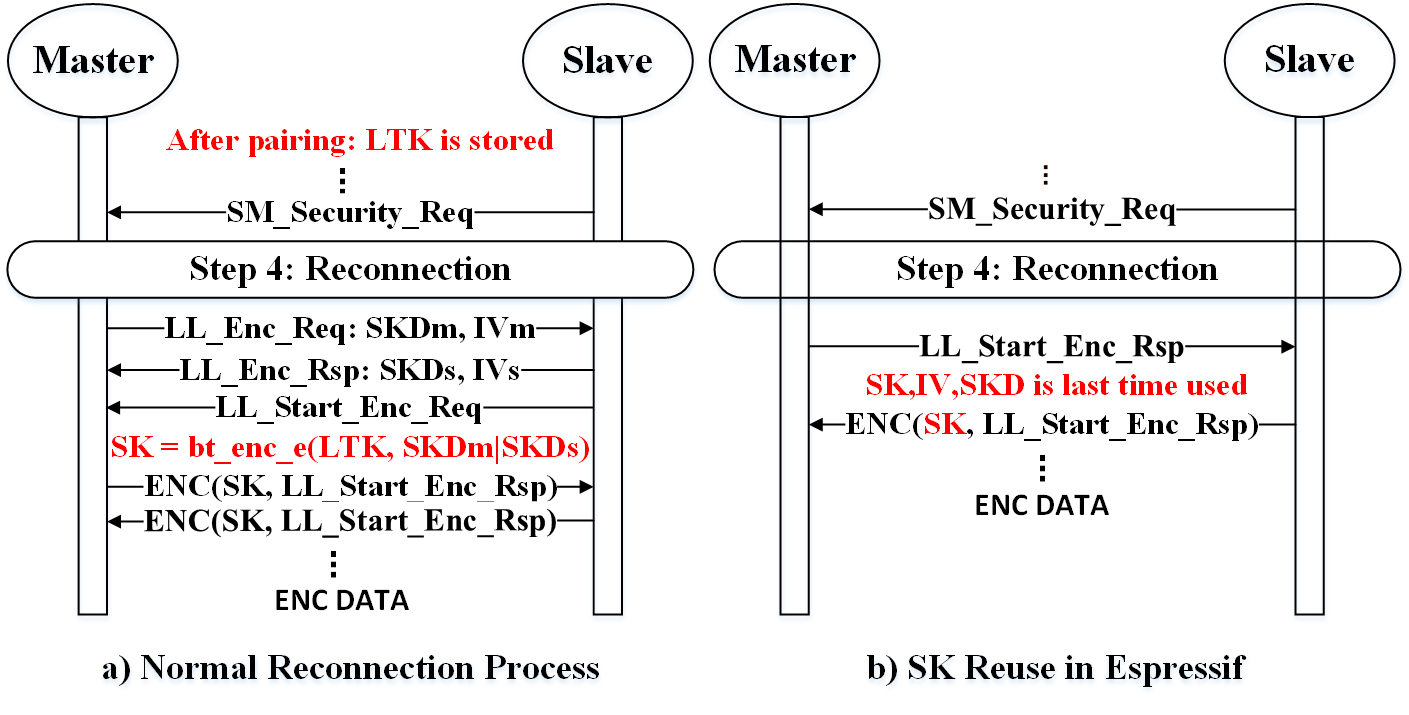 Master
Slave
After pairing: LTK is stored
SM_Security_Req
Step 4: Reconnection
LL_Enc_Req: SKDm, IVm
LL_Enc_Rsp: SKDs, IVs
LL_Start_Enc_Req
SK = bt_enc_e(LTK, SKDm|SKDs)
ENC(SK, LL_Start_Enc_Rsp)
ENC(SK, LL_Start_Enc_Rsp)
ENC DATA
a) Normal Reconnection Process
Master
Slave
SM_Security_Req
Step 4: Reconnection
LL_Start_Enc_Rsp
SK,IV,SKD is last time used
ENC(SK, LL_Start_Enc_Rsp)
ENC DATA
b) SK Reuse in Espressif